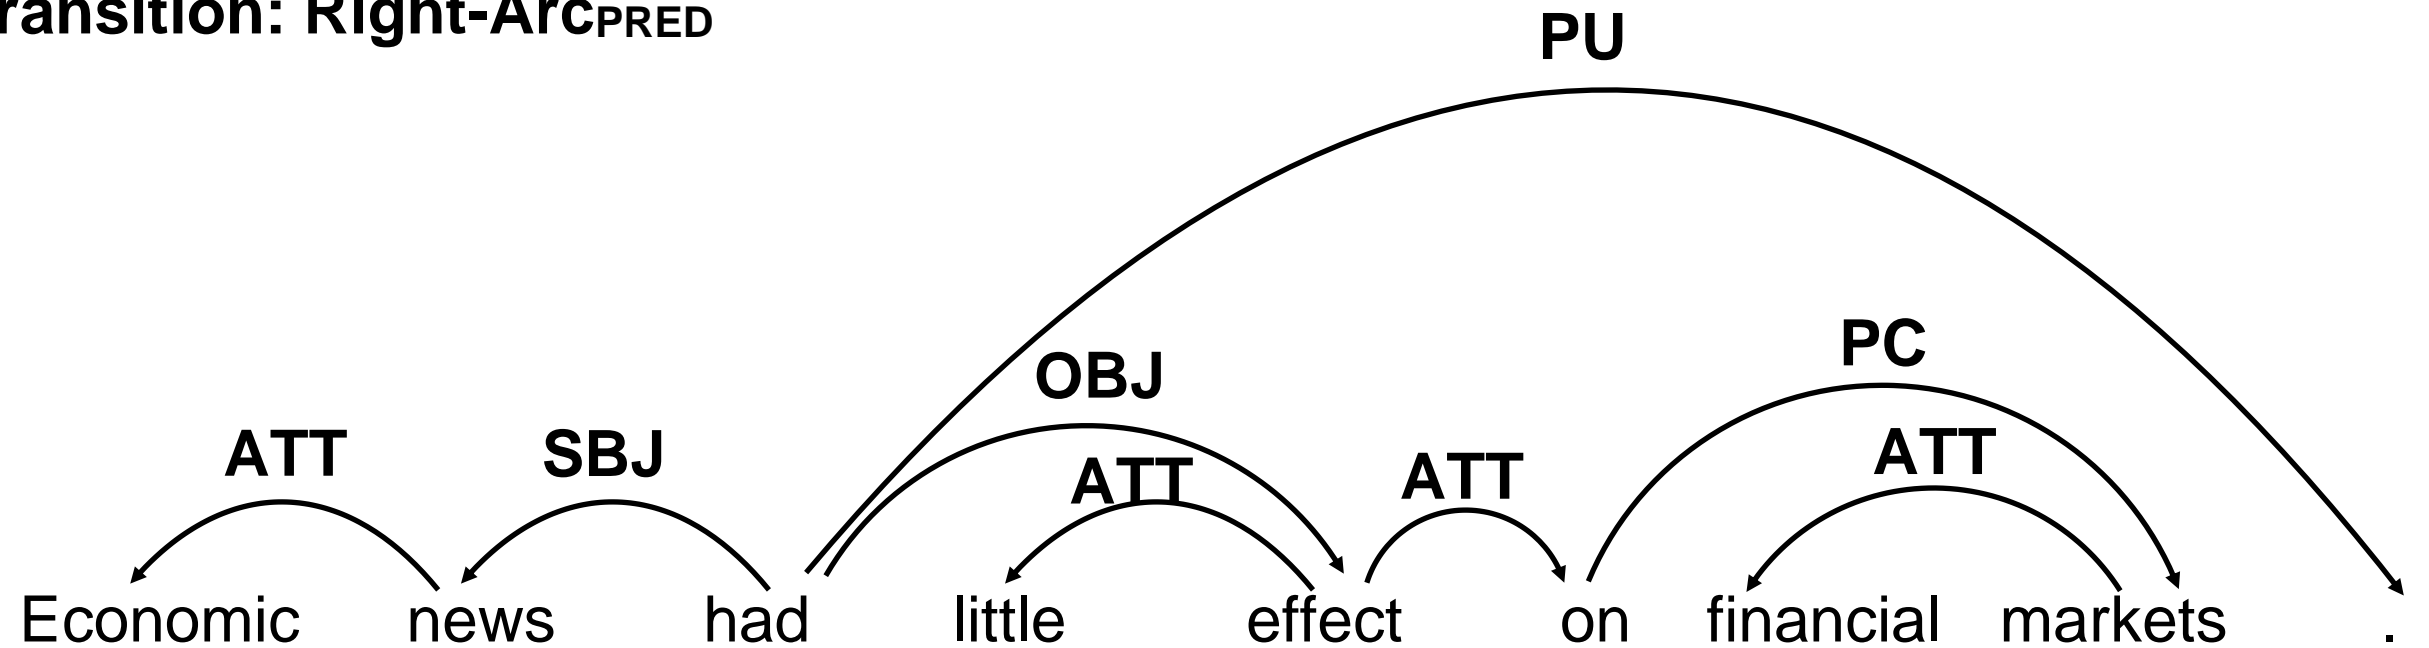 ransition: Right-ArcPRED
PU
PC
OBJ
ATT SBJ ATT ATT ATT
Economic news had little effect on financial markets .